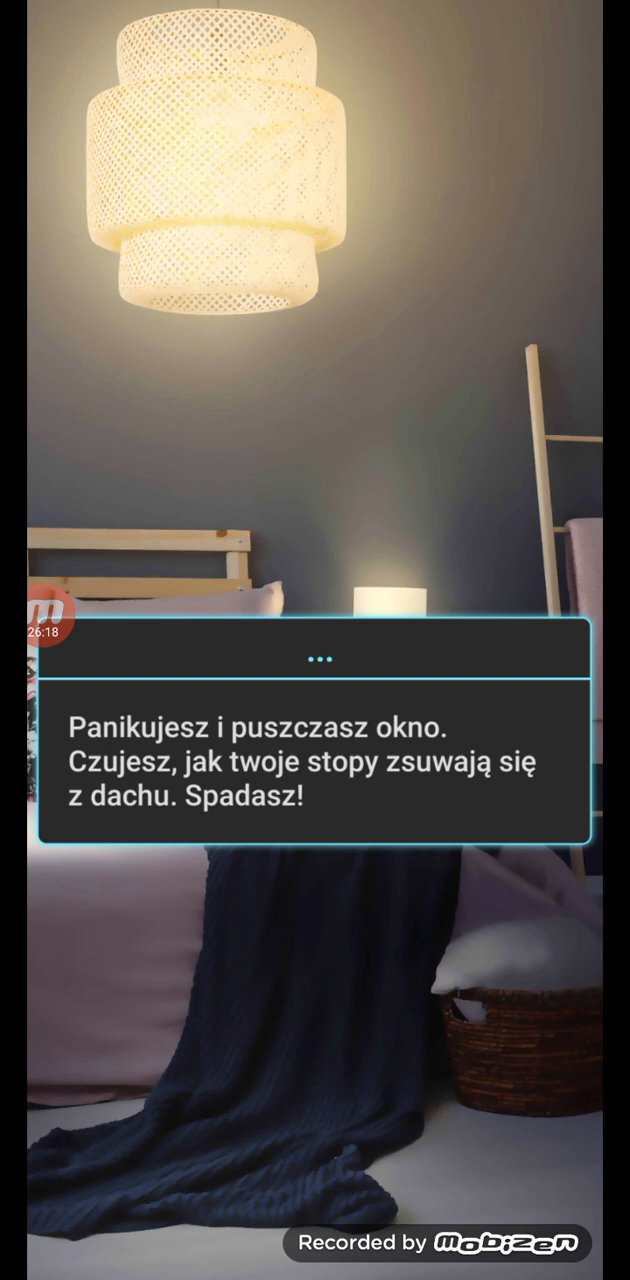 m
26:18
...
Panikujesz i puszczasz okno.
Czujesz, jak twoje stopy zsuwają się
z dachu. Spadasz!
Recorded by mobizen